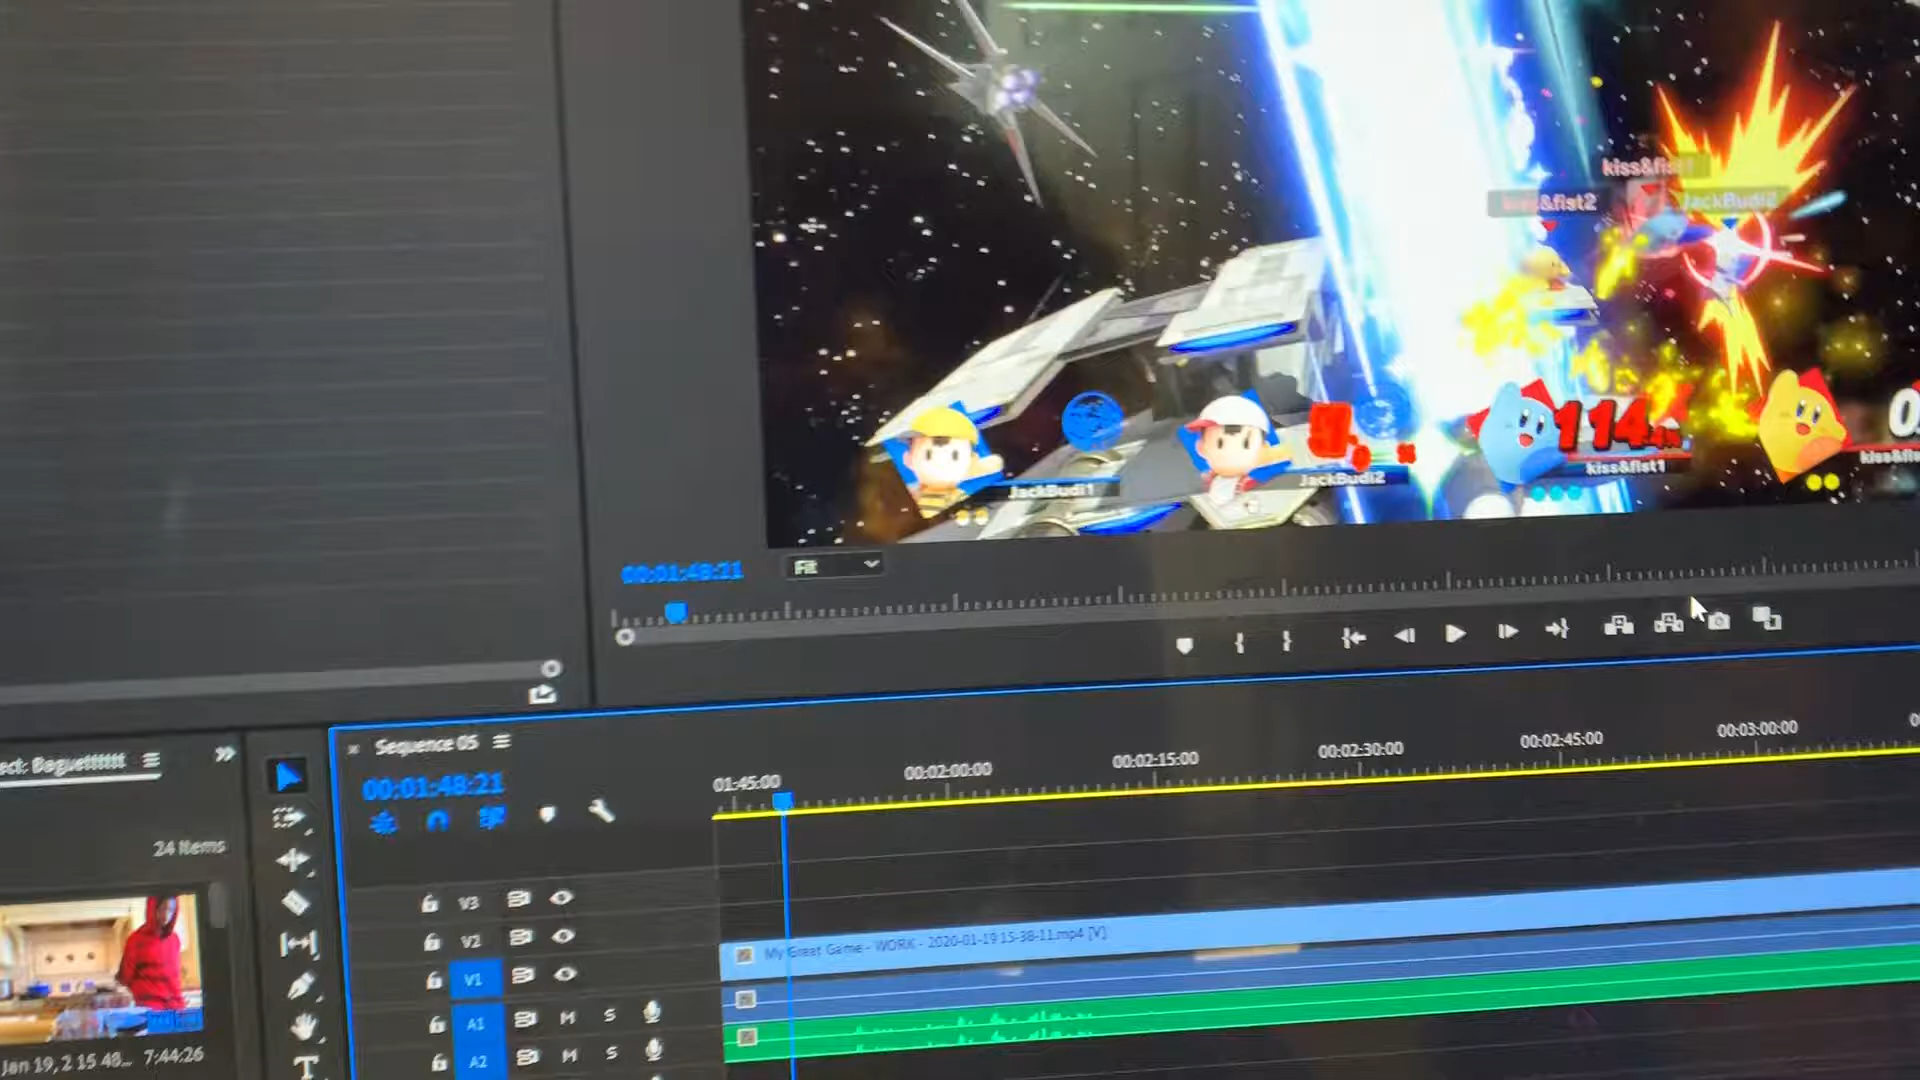 kiss&fist1
kiss&fist2
JackBudi2
JackBudi1
JackBudi2
114
kiss&fist1
00:01:48:21
Fit
Sequence 05
00:01:48:21
01:45:00
00:02:00:00
00:02:15:00
00:02:30:00
00:02:45:00
00:03:00:00
24 Items
V3
V2
V1
A1
M
S
A2
M
S
My Great Game - WORK - 2020-01-19 15-38-11.mp4 [V]
Jan 19, 2 15 48...
7:44:26